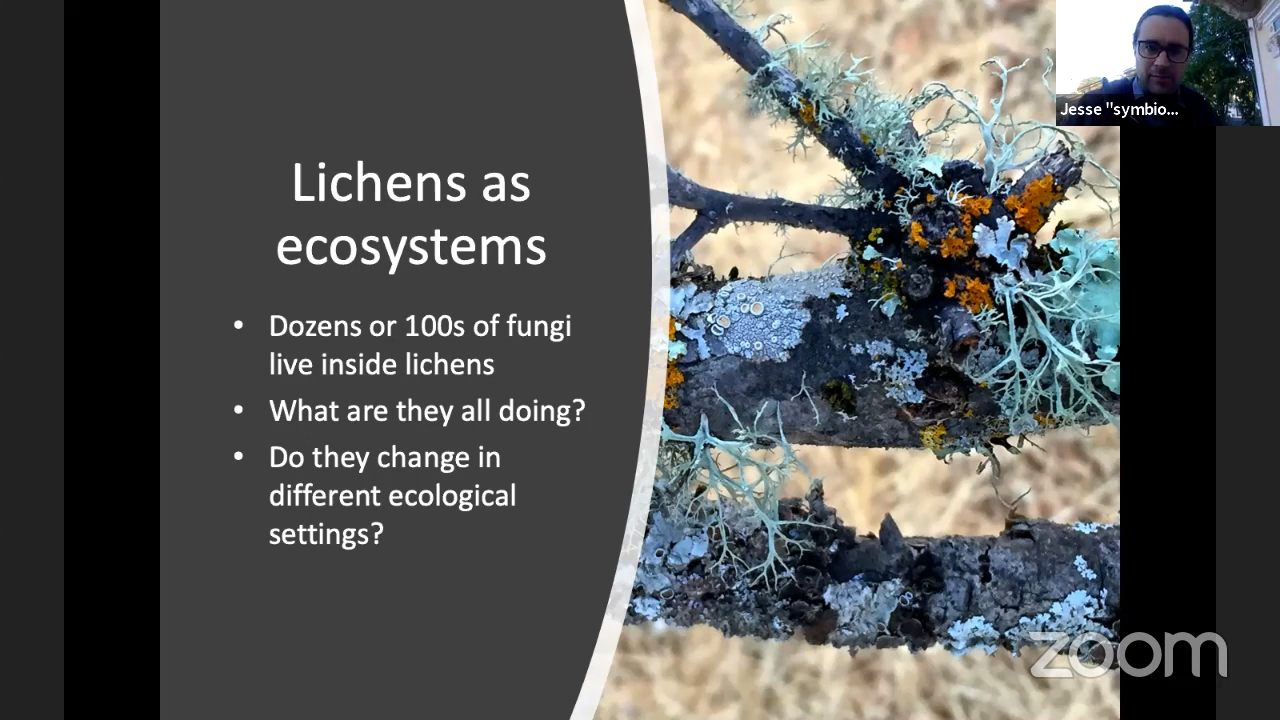 Lichens as
ecosystems
• Dozens or 100s of fungi
live inside lichens
• What are they all doing?
• Do they change in
different ecological
settings?
Jesse "symbio...
zoom